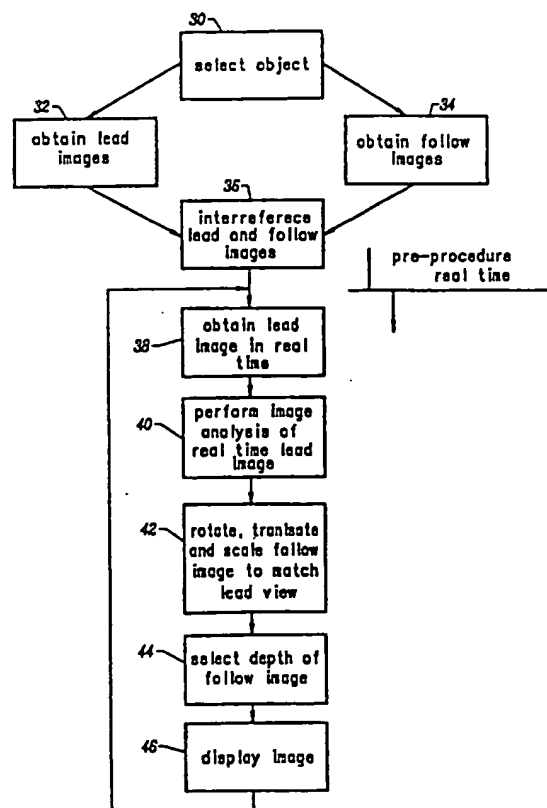 30
select object
32
obtain lead
images
34
obtain follow
images
36
interreferece
lead and follow
images
pre-procedure
real time
38
obtain lead
image in real
time
40
perform image
analysis of
real time lead
image
42
rotate, translate
and scale follow
image to match
lead view
44
select depth of
follow image
46
display image